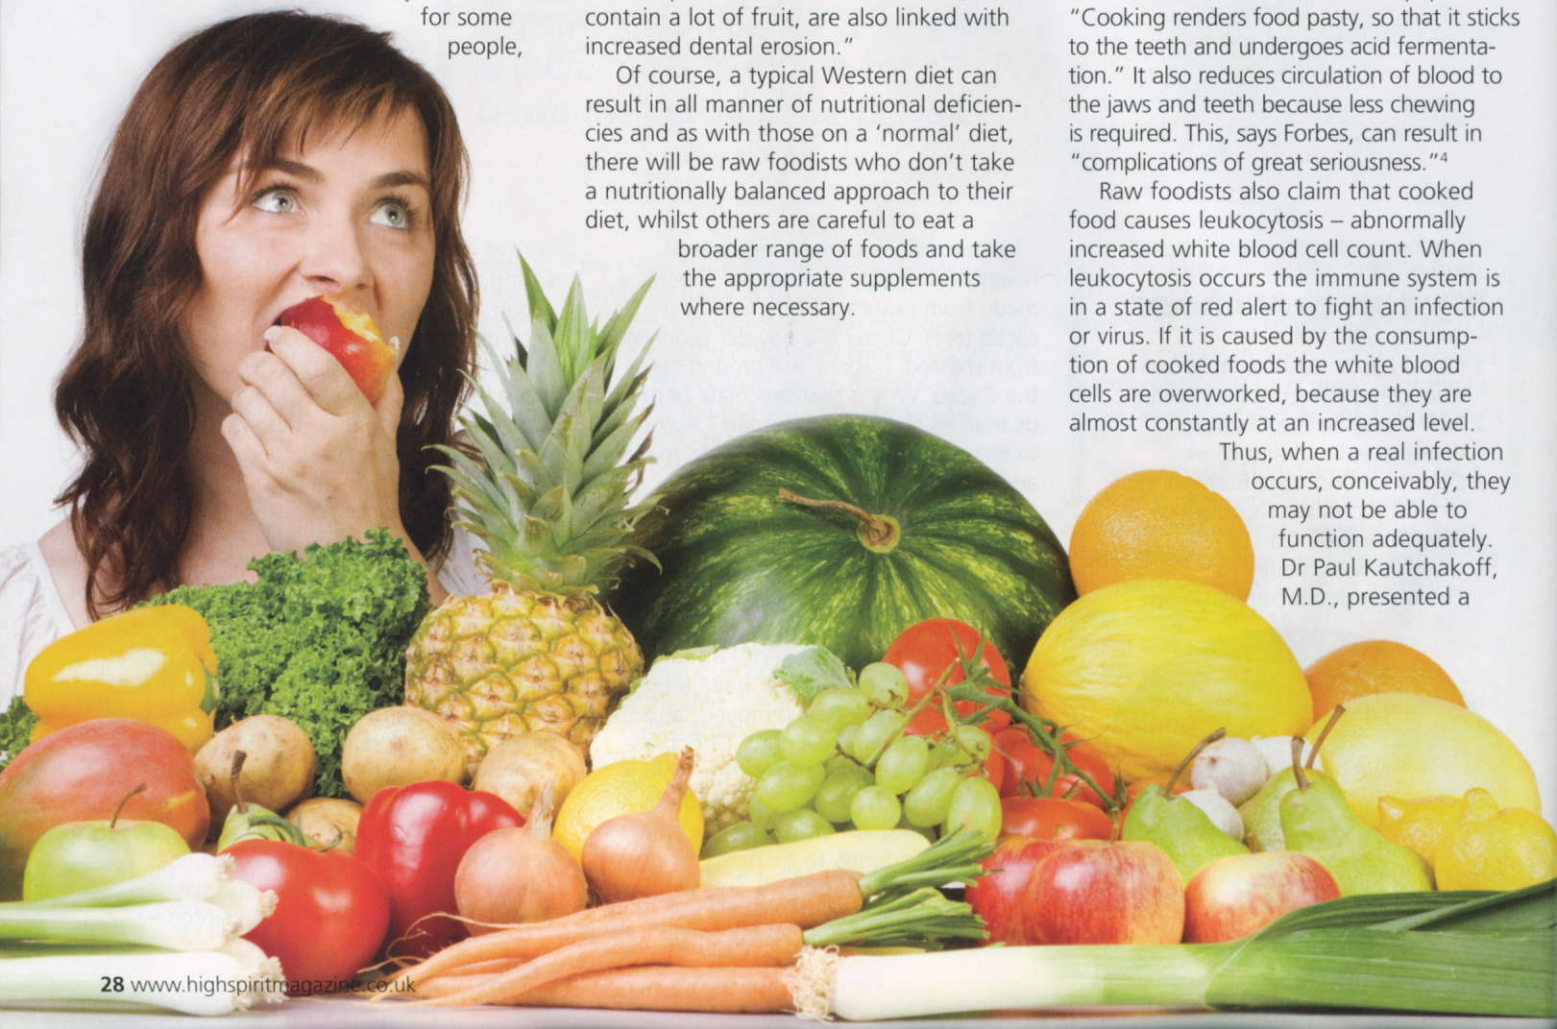 for some
people,
contain a lot of fruit, are also linked with
increased dental erosion.”
Of course, a typical Western diet can
result in all manner of nutritional deficien-
cies and as with those on a ‘normal’ diet,
there will be raw foodists who don’t take
a nutritionally balanced approach to their
diet, whilst others are careful to eat a
broader range of foods and take
the appropriate supplements
where necessary.
“Cooking renders food pasty, so that it sticks
to the teeth and undergoes acid fermenta-
tion.” It also reduces circulation of blood to
the jaws and teeth because less chewing
is required. This, says Forbes, can result in
“complications of great seriousness.”4
Raw foodists also claim that cooked
food causes leukocytosis – abnormally
increased white blood cell count. When
leukocytosis occurs the immune system is
in a state of red alert to fight an infection
or virus. If it is caused by the consump-
tion of cooked foods the white blood
cells are overworked, because they are
almost constantly at an increased level.
Thus, when a real infection
occurs, conceivably, they
may not be able to
function adequately.
Dr Paul Kautchakoff,
M.D., presented a
28 www.highspiritmagazine.co.uk